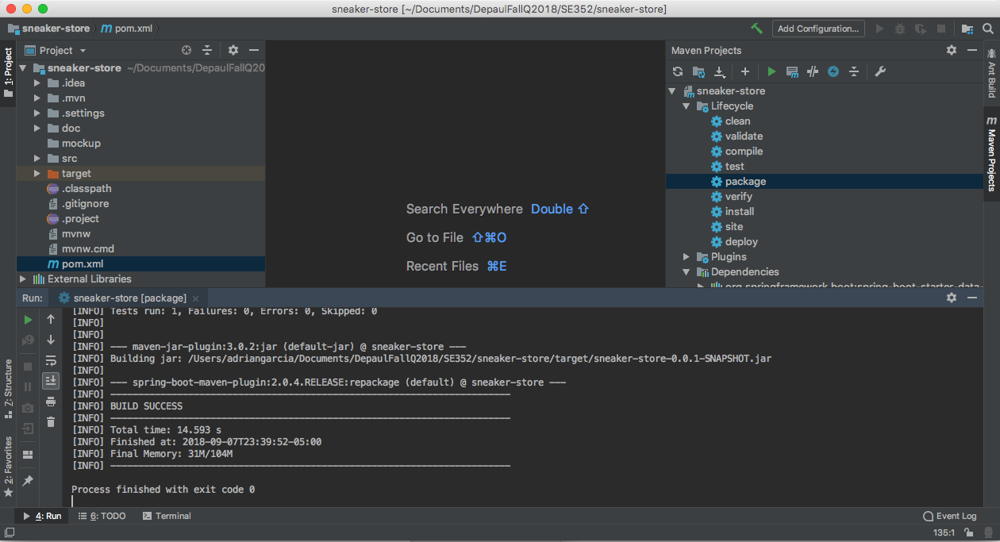 sneaker-store [~/Documents/DepaulFallQ2018/SE352/sneaker-store]
sneaker-store
pom.xml
Add Configuration...
1: Project
Project
sneaker-store ~/Documents/DepaulFallQ20
.idea
.mvn
.settings
doc
mockup
src
target
.classpath
.gitignore
.project
mvnw
mvnw.cmd
pom.xml
External Libraries
Search Everywhere Double ⇧
Go to File ⇧⌘O
Recent Files ⌘E
Maven Projects
sneaker-store
Lifecycle
clean
validate
compile
test
package
verify
install
site
deploy
Plugins
Dependencies
org.springframework.boot:spring-boot-starter-data-
Ant Build
Maven Projects
Run:
sneaker-store [package]
[INFO] Tests run: 1, Failures: 0, Errors: 0, Skipped: 0
[INFO]
[INFO]
[INFO] --- maven-jar-plugin:3.0.2:jar (default-jar) @ sneaker-store ---
[INFO] Building jar: /Users/adriangarcia/Documents/DepaulFallQ2018/SE352/sneaker-store/target/sneaker-store-0.0.1-SNAPSHOT.jar
[INFO]
[INFO] --- spring-boot-maven-plugin:2.0.4.RELEASE:repackage (default) @ sneaker-store ---
[INFO] ------------------------------------------------------------------------
[INFO] BUILD SUCCESS
[INFO] ------------------------------------------------------------------------
[INFO] Total time: 14.593 s
[INFO] Finished at: 2018-09-07T23:39:52-05:00
[INFO] Final Memory: 31M/104M
[INFO] ------------------------------------------------------------------------
Process finished with exit code 0
Z: Structure
2: Favorites
4: Run
6: TODO
Terminal
Event Log
135:1